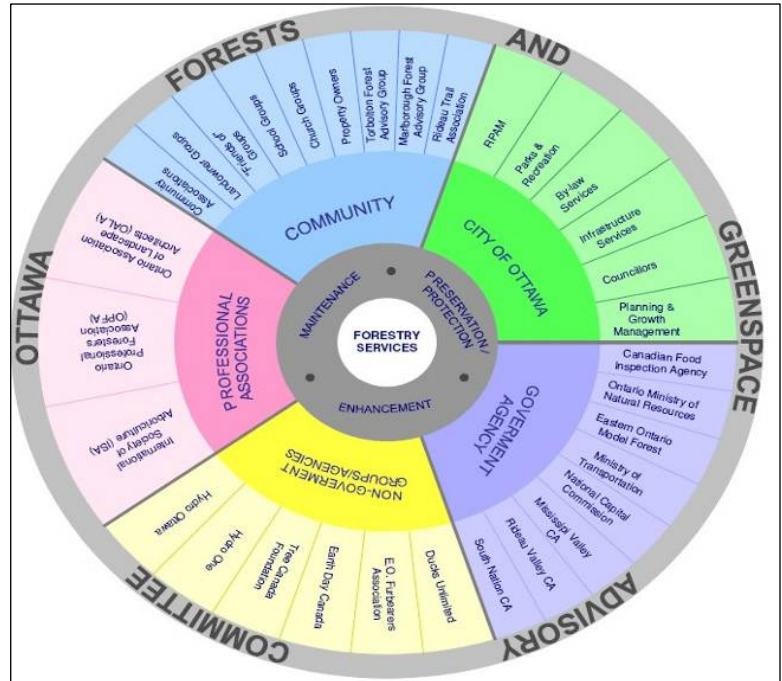 OTTAWA
FORESTS
AND
GREENSPACE
ADVISORY
COMMITTEE
FORESTRY
SERVICES
MAINTENANCE
PRESERVATION/
PROTECTION
ENHANCEMENT
COMMUNITY
Community
Associations
Landowner Groups
"Friends of"
Groups
School Groups
Church Groups
Property Owners
Torbolton Forest
Advisory Group
Marlborough Forest
Advisory Group
Rideau Trail
Association
CITY OF OTTAWA
RPAM
Parks &
Recreation
By-law
Services
Infrastructure
Services
Councillors
Planning &
Growth
Management
GOVERMENT
AGENCY
Canadian Food
Inspection Agency
Ontario Ministry of
Natural Resources
Eastern Ontario
Model Forest
Ministry of
Transportation
National Capital
Commission
Mississippi Valley
CA
Rideau Valley CA
South Nation CA
NON-GOVERMENT
GROUPS/AGENCIES
Ducks Unlimited
E.O. Furbearers
Association
Earth Day Canada
Tree Canada
Foundation
Hydro One
Hydro Ottawa
PROFESSIONAL
ASSOCIATIONS
International
Society of
Arboriculture (ISA)
Ontario
Professional
Foresters
Association
(OPFA)
Ontario Association
of Landscape
Architects (OALA)